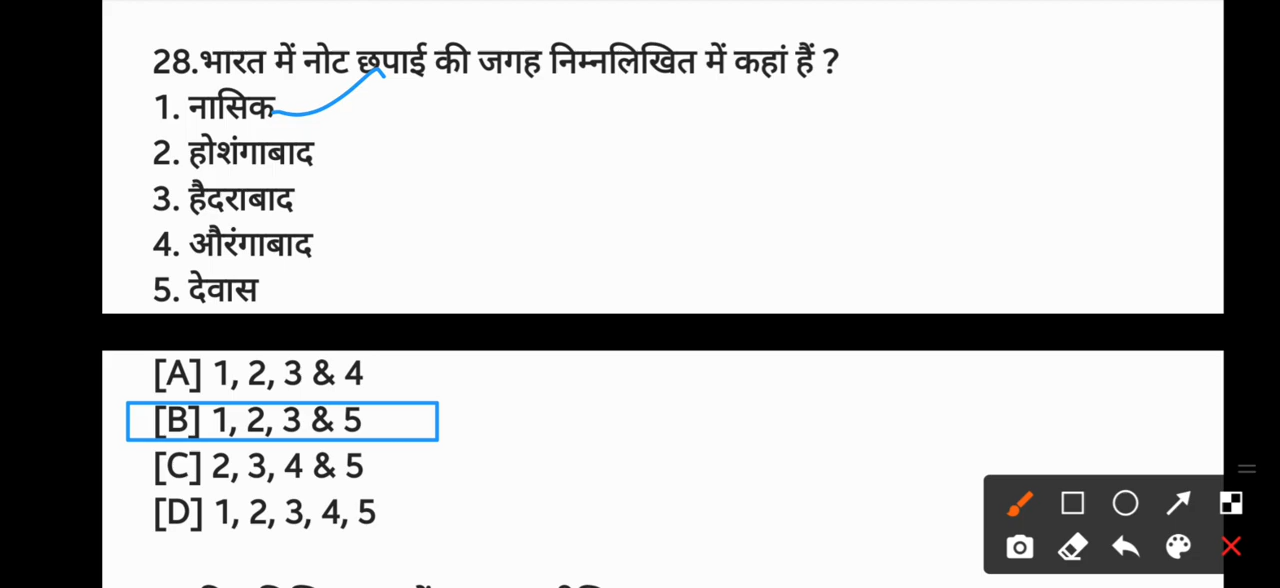 28.भारत में नोट छपाई की जगह निम्नलिखित में कहां हैं ?
1. नासिक
2. होशंगाबाद
3. हैदराबाद
4. औरंगाबाद
5. देवास
[A] 1, 2, 3 & 4
[B] 1, 2, 3 & 5
[C] 2, 3, 4 & 5
[D] 1, 2, 3, 4, 5